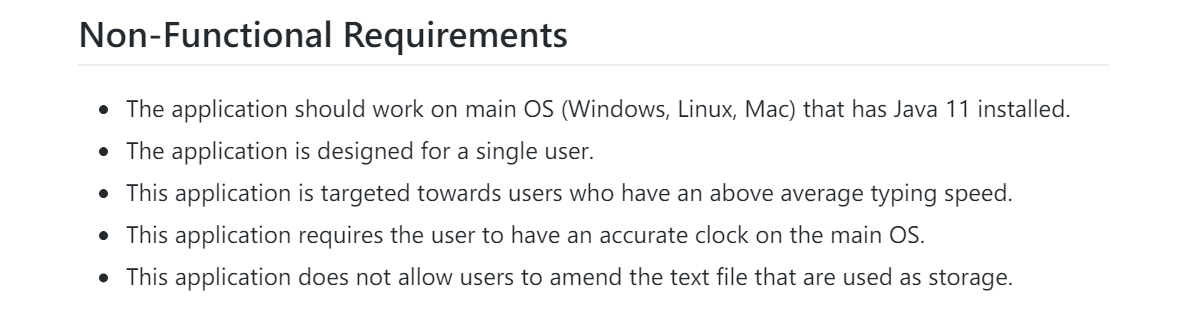 Non-Functional Requirements
The application should work on main OS (Windows, Linux, Mac) that has Java 11 installed.
The application is designed for a single user.
This application is targeted towards users who have an above average typing speed.
This application requires the user to have an accurate clock on the main OS.
This application does not allow users to amend the text file that are used as storage.